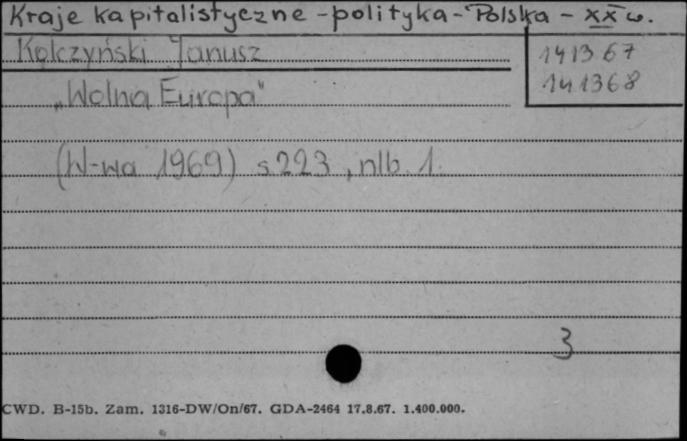 Kraje kapitalistyczne - polityka - Polska - XX w.
Kolczyński Janusz
141367
141368
"Wolna Europa"
(W-wa 1969) s. 223, nlb. 1.
3
CWD. B-15b. Zam. 1316-DW/On/67. GDA-2464 17.8.67. 1.400.000.